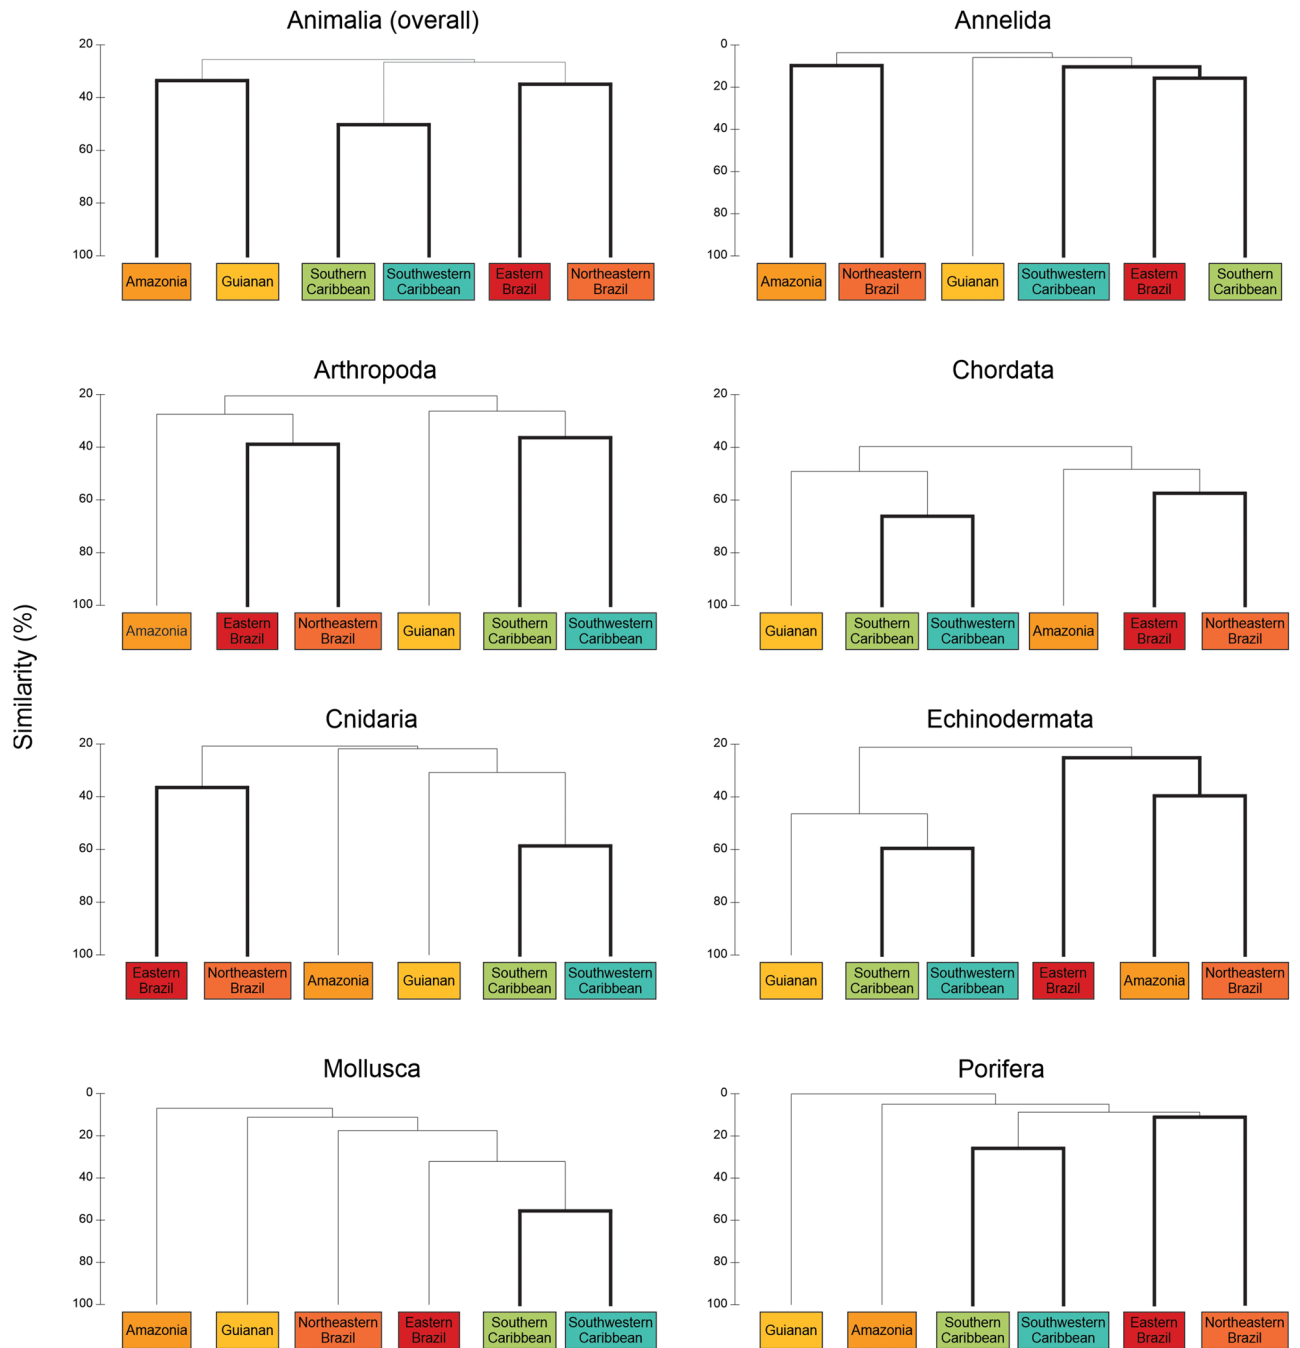 Animalia (overall)
20
40
60
80
100
Amazonia
Guianan
Southern
Caribbean
Southwestern
Caribbean
Eastern
Brazil
Northeastern
Brazil
Annelida
0
20
40
60
80
100
Amazonia
Northeastern
Brazil
Guianan
Southwestern
Caribbean
Eastern
Brazil
Southern
Caribbean
Similarity (%)
Arthropoda
20
40
60
80
100
Amazonia
Eastern
Brazil
Northeastern
Brazil
Guianan
Southern
Caribbean
Southwestern
Caribbean
Chordata
20
40
60
80
100
Guianan
Southern
Caribbean
Southwestern
Caribbean
Amazonia
Eastern
Brazil
Northeastern
Brazil
Cnidaria
20
40
60
80
100
Eastern
Brazil
Northeastern
Brazil
Amazonia
Guianan
Southern
Caribbean
Southwestern
Caribbean
Echinodermata
20
40
60
80
100
Guianan
Southern
Caribbean
Southwestern
Caribbean
Eastern
Brazil
Amazonia
Northeastern
Brazil
Mollusca
0
20
40
60
80
100
Amazonia
Guianan
Northeastern
Brazil
Eastern
Brazil
Southern
Caribbean
Southwestern
Caribbean
Porifera
0
20
40
60
80
100
Guianan
Amazonia
Southern
Caribbean
Southwestern
Caribbean
Eastern
Brazil
Northeastern
Brazil